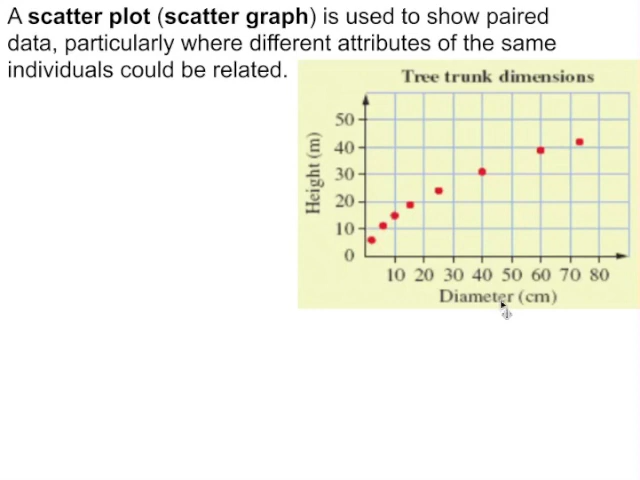 A scatter plot (scatter graph) is used to show paired
data, particularly where different attributes of the same
individuals could be related.
Tree trunk dimensions
Height (m)
50
40
30
20
10
0
10 20 30 40 50 60 70 80
Diameter (cm)